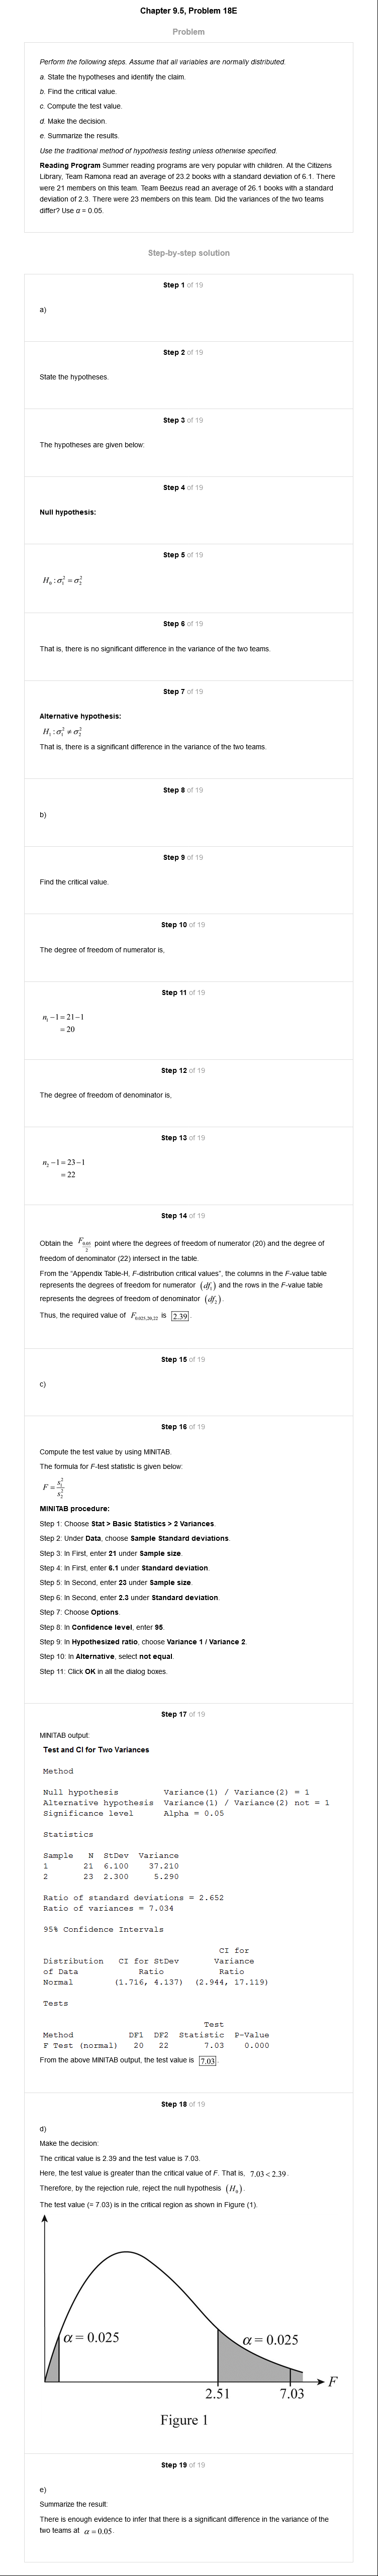 Chapter 9.5, Problem 18E
Problem
Perform the following steps. Assume that all variables are normally distributed.
a. State the hypotheses and identify the claim.
b. Find the critical value.
c. Compute the test value.
d. Make the decision.
e. Summarize the results.
Use the traditional method of hypothesis testing unless otherwise specified.
Reading Program Summer reading programs are very popular with children. At the Citizens
Library, Team Ramona read an average of 23.2 books with a standard deviation of 6.1. There
were 21 members on this team. Team Beezus read an average of 26.1 books with a standard
deviation of 2.3. There were 23 members on this team. Did the variances of the two teams
differ? Use α = 0.05.
Step-by-step solution
Step 1 of 19
a)
Step 2 of 19
State the hypotheses.
Step 3 of 19
The hypotheses are given below:
Step 4 of 19
Null hypothesis:
Step 5 of 19
H₀ : σ₁² = σ₂²
Step 6 of 19
That is, there is no significant difference in the variance of the two teams.
Step 7 of 19
Alternative hypothesis:
H₁ : σ₁² ≠ σ₂²
That is, there is a significant difference in the variance of the two teams.
Step 8 of 19
b)
Step 9 of 19
Find the critical value.
Step 10 of 19
The degree of freedom of numerator is,
Step 11 of 19
n₁ − 1 = 21 − 1
= 20
Step 12 of 19
The degree of freedom of denominator is,
Step 13 of 19
n₂ − 1 = 23 − 1
= 22
Step 14 of 19
Obtain the F_(0.05/2) point where the degrees of freedom of numerator (20) and the degree of
freedom of denominator (22) intersect in the table.
From the “Appendix Table-H, F-distribution critical values”, the columns in the F-value table
represents the degrees of freedom for numerator (df₁) and the rows in the F-value table
represents the degrees of freedom of denominator (df₂).
Thus, the required value of F_(0.025,20,22) is 2.39.
Step 15 of 19
c)
Step 16 of 19
Compute the test value by using MINITAB.
The formula for F-test statistic is given below:
F = s₁²/s₂²
MINITAB procedure:
Step 1: Choose Stat > Basic Statistics > 2 Variances.
Step 2: Under Data, choose Sample Standard deviations.
Step 3: In First, enter 21 under Sample size.
Step 4: In First, enter 6.1 under Standard deviation.
Step 5: In Second, enter 23 under Sample size.
Step 6: In Second, enter 2.3 under Standard deviation.
Step 7: Choose Options.
Step 8: In Confidence level, enter 95.
Step 9: In Hypothesized ratio, choose Variance 1 / Variance 2.
Step 10: In Alternative, select not equal.
Step 11: Click OK in all the dialog boxes.
Step 17 of 19
MINITAB output:
Test and CI for Two Variances
Method
Null hypothesis Variance(1) / Variance(2) = 1
Alternative hypothesis Variance(1) / Variance(2) not = 1
Significance level Alpha = 0.05
Statistics
Sample N StDev Variance
1 21 6.100 37.210
2 23 2.300 5.290
Ratio of standard deviations = 2.652
Ratio of variances = 7.034
95% Confidence Intervals
CI for
Distribution CI for StDev Variance
of Data Ratio Ratio
Normal (1.716, 4.137) (2.944, 17.119)
Tests
Test
Method DF1 DF2 Statistic P-Value
F Test (normal) 20 22 7.03 0.000
From the above MINITAB output, the test value is 7.03.
Step 18 of 19
d)
Make the decision:
The critical value is 2.39 and the test value is 7.03.
Here, the test value is greater than the critical value of F. That is, 7.03 < 2.39.
Therefore, by the rejection rule, reject the null hypothesis (H₀).
The test value (= 7.03) is in the critical region as shown in Figure (1).
α = 0.025
α = 0.025
F
2.51 7.03
Figure 1
Step 19 of 19
e)
Summarize the result:
There is enough evidence to infer that there is a significant difference in the variance of the
two teams at α = 0.05.